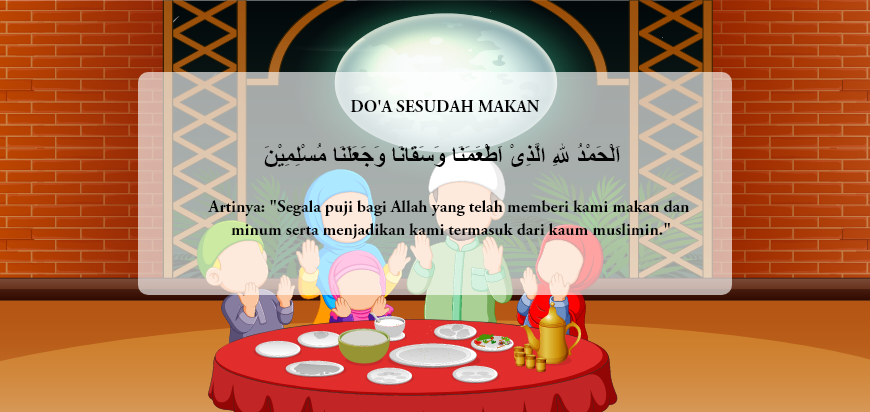 DO'A SESUDAH MAKAN
اَلْحَمْدُ لِلهِ الَّذِىْ اَطْعَمَنَا وَسَقَانَا وَجَعَلَنَا مُسْلِمِيْنَ
Artinya: "Segala puji bagi Allah yang telah memberi kami makan dan
minum serta menjadikan kami termasuk dari kaum muslimin."